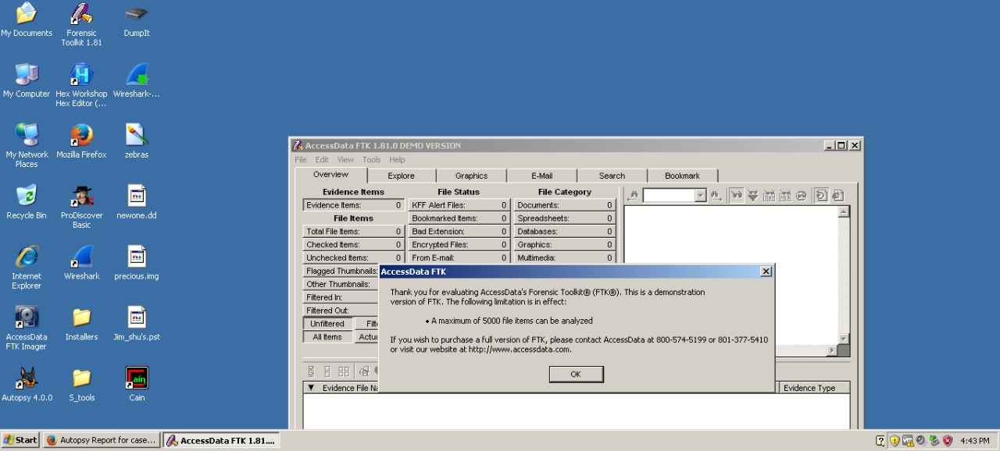 My Documents
Forensic
Toolkit 1.81
DumpIt
My Computer
Hex Workshop
Hex Editor (...
Wireshark-...
My Network
Places
Mozilla Firefox
zebras
Recycle Bin
ProDiscover
Basic
newone.dd
Internet
Explorer
Wireshark
precious.img
AccessData
FTK Imager
Installers
Jim_shu's.pst
Autopsy 4.0.0
S_tools
Cain
AccessData FTK 1.81.0 DEMO VERSION
File Edit View Tools Help
Overview Explore Graphics E-Mail Search Bookmark
Evidence Items File Status File Category
Evidence Items: 0 KFF Alert Files: 0 Documents: 0
File Items Bookmarked Items: 0 Spreadsheets: 0
Total File Items: 0 Bad Extension: 0 Databases: 0
Checked Items: 0 Encrypted Files: 0 Graphics: 0
Unchecked Items: 0 From E-mail: 0 Multimedia: 0
Flagged Thumbnails:
Other Thumbnails:
Filtered In:
Filtered Out:
Unfiltered
All Items
AccessData FTK
Thank you for evaluating AccessData's Forensic Toolkit® (FTK®). This is a demonstration
version of FTK. The following limitation is in effect:
• A maximum of 5000 file items can be analyzed
If you wish to purchase a full version of FTK, please contact AccessData at 800-574-5199 or 801-377-5410
or visit our website at http://www.accessdata.com.
OK
Evidence File Evidence Type
Start Autopsy Report for case... AccessData FTK 1.81.... 4:43 PM